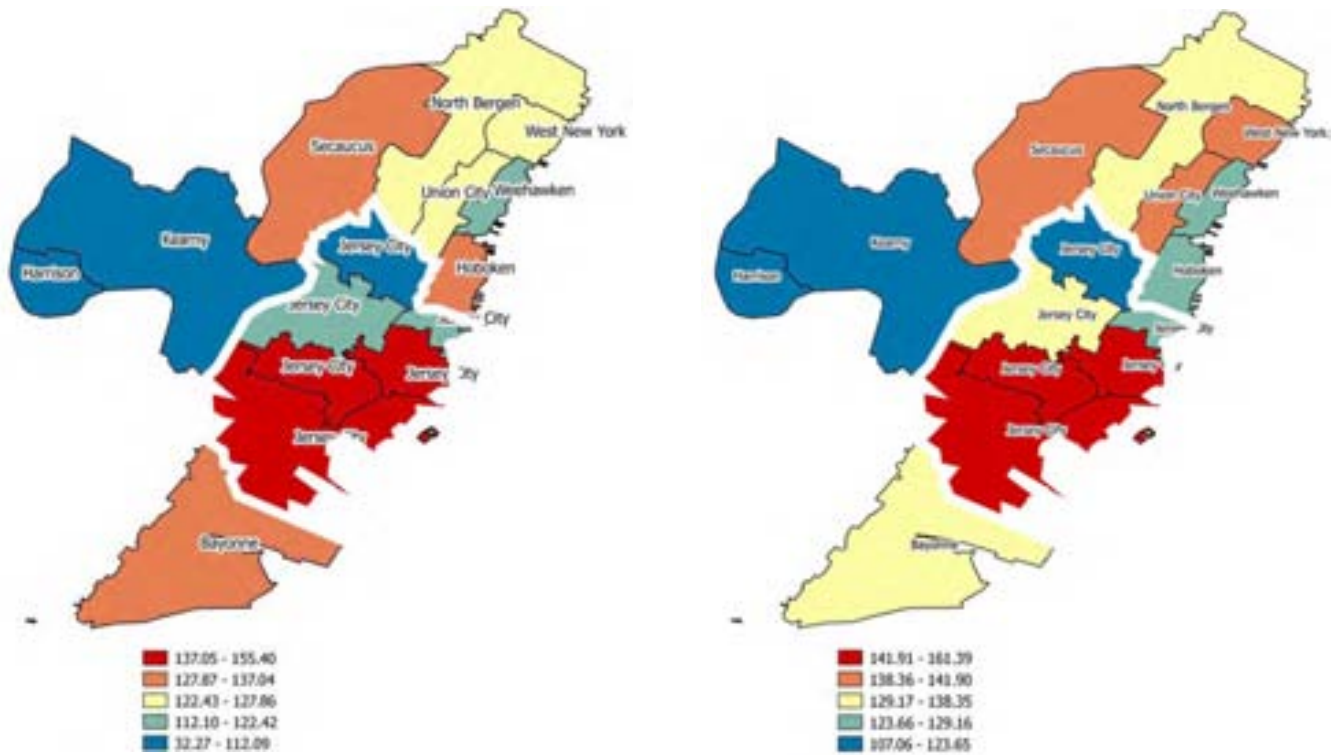 North Bergen
West New York
Secaucus
Union City
Weehawken
Kearny
Jersey City
Harrison
Hoboken
Jersey City
City
Jersey City
Jersey City
Jersey City
Bayonne
137.05 - 155.40
127.87 - 137.04
122.43 - 127.86
112.10 - 122.42
32.27 - 112.09
North Bergen
West New York
Secaucus
Union City
Weehawken
Kearny
Jersey City
Harrison
Hoboken
Jersey City
Jersey City
Jersey
Jersey City
Bayonne
141.91 - 161.39
138.36 - 141.90
129.17 - 138.35
123.66 - 129.16
107.06 - 123.65